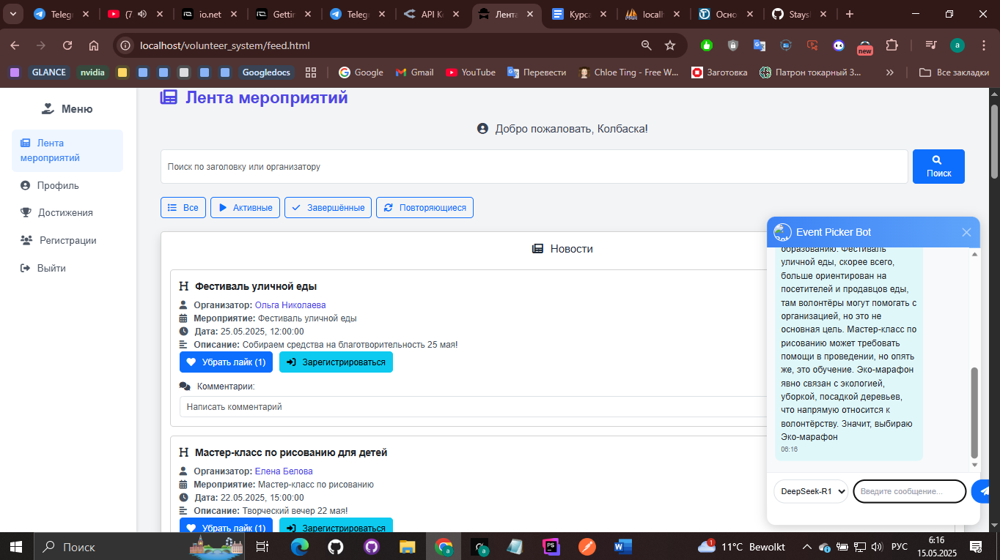 Telegr
(7
io.net
Gettin
Telegr
API Ke
Лента
Курса
localh
Осно
Stays
localhost/volunteer_system/feed.html
new
a
GLANCE
nvidia
Googledocs
Google
Gmail
YouTube
Перевести
Chloe Ting - Free W...
Заготовка
Патрон токарный 3...
Все закладки
Меню
Лента
мероприятий
Профиль
Достижения
Регистрации
Выйти
Лента мероприятий
Добро пожаловать, Колбаска!
Поиск по заголовку или организатору
Поиск
Все
Активные
Завершённые
Повторяющиеся
Новости
Фестиваль уличной еды
Организатор: Ольга Николаева
Мероприятие: Фестиваль уличной еды
Дата: 25.05.2025, 12:00:00
Описание: Собираем средства на благотворительность 25 мая!
Убрать лайк (1)
Зарегистрироваться
Комментарии:
Написать комментарий
Мастер-класс по рисованию для детей
Организатор: Елена Белова
Мероприятие: Мастер-класс по рисованию
Дата: 22.05.2025, 15:00:00
Описание: Творческий вечер 22 мая!
Убрать лайк (1)
Зарегистрироваться
Event Picker Bot
образованию. Фестиваль
уличной еды, скорее всего,
больше ориентирован на
посетителей и продавцов еды,
там волонтёры могут помогать с
организацией, но это не
основная цель. Мастер-класс по
рисованию может требовать
помощи в проведении, но опять
же, это обучение. Эко-марафон
явно связан с экологией,
уборкой, посадкой деревьев,
что напрямую относится к
волонтёрству. Значит, выбираю
Эко-марафон
06:16
DeepSeek-R1
Введите сообщение...
Поиск
1
11°C Bewolkt
РУС
6:16
15.05.2025